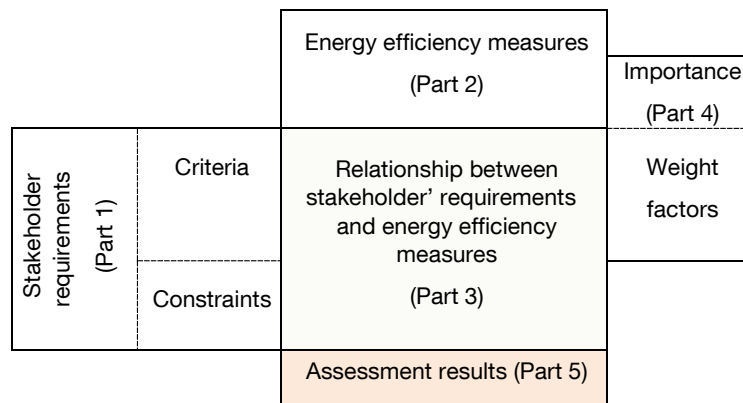 Energy efficiency measures
(Part 2)
Importance
(Part 4)
Stakeholder
requirements
(Part 1)
Criteria
Relationship between
stakeholder’ requirements
and energy efficiency
measures
(Part 3)
Weight
factors
Constraints
Assessment results (Part 5)